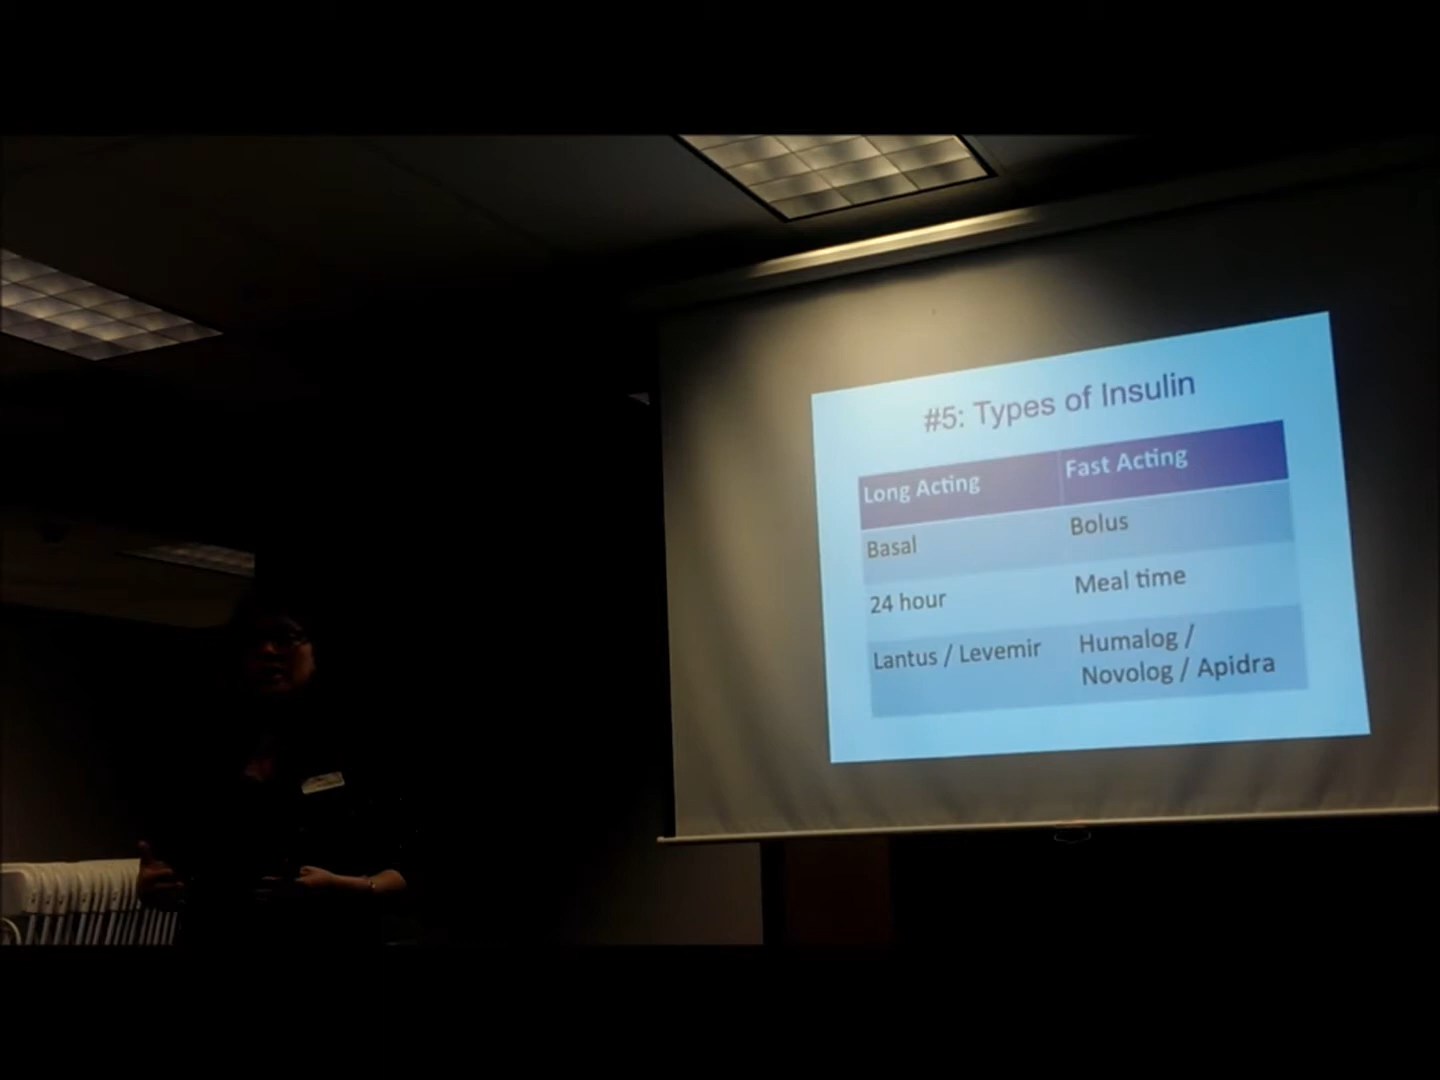 #5: Types of Insulin
Long Acting
Fast Acting
Basal
Bolus
24 hour
Meal time
Lantus / Levemir
Humalog /
Novolog / Apidra